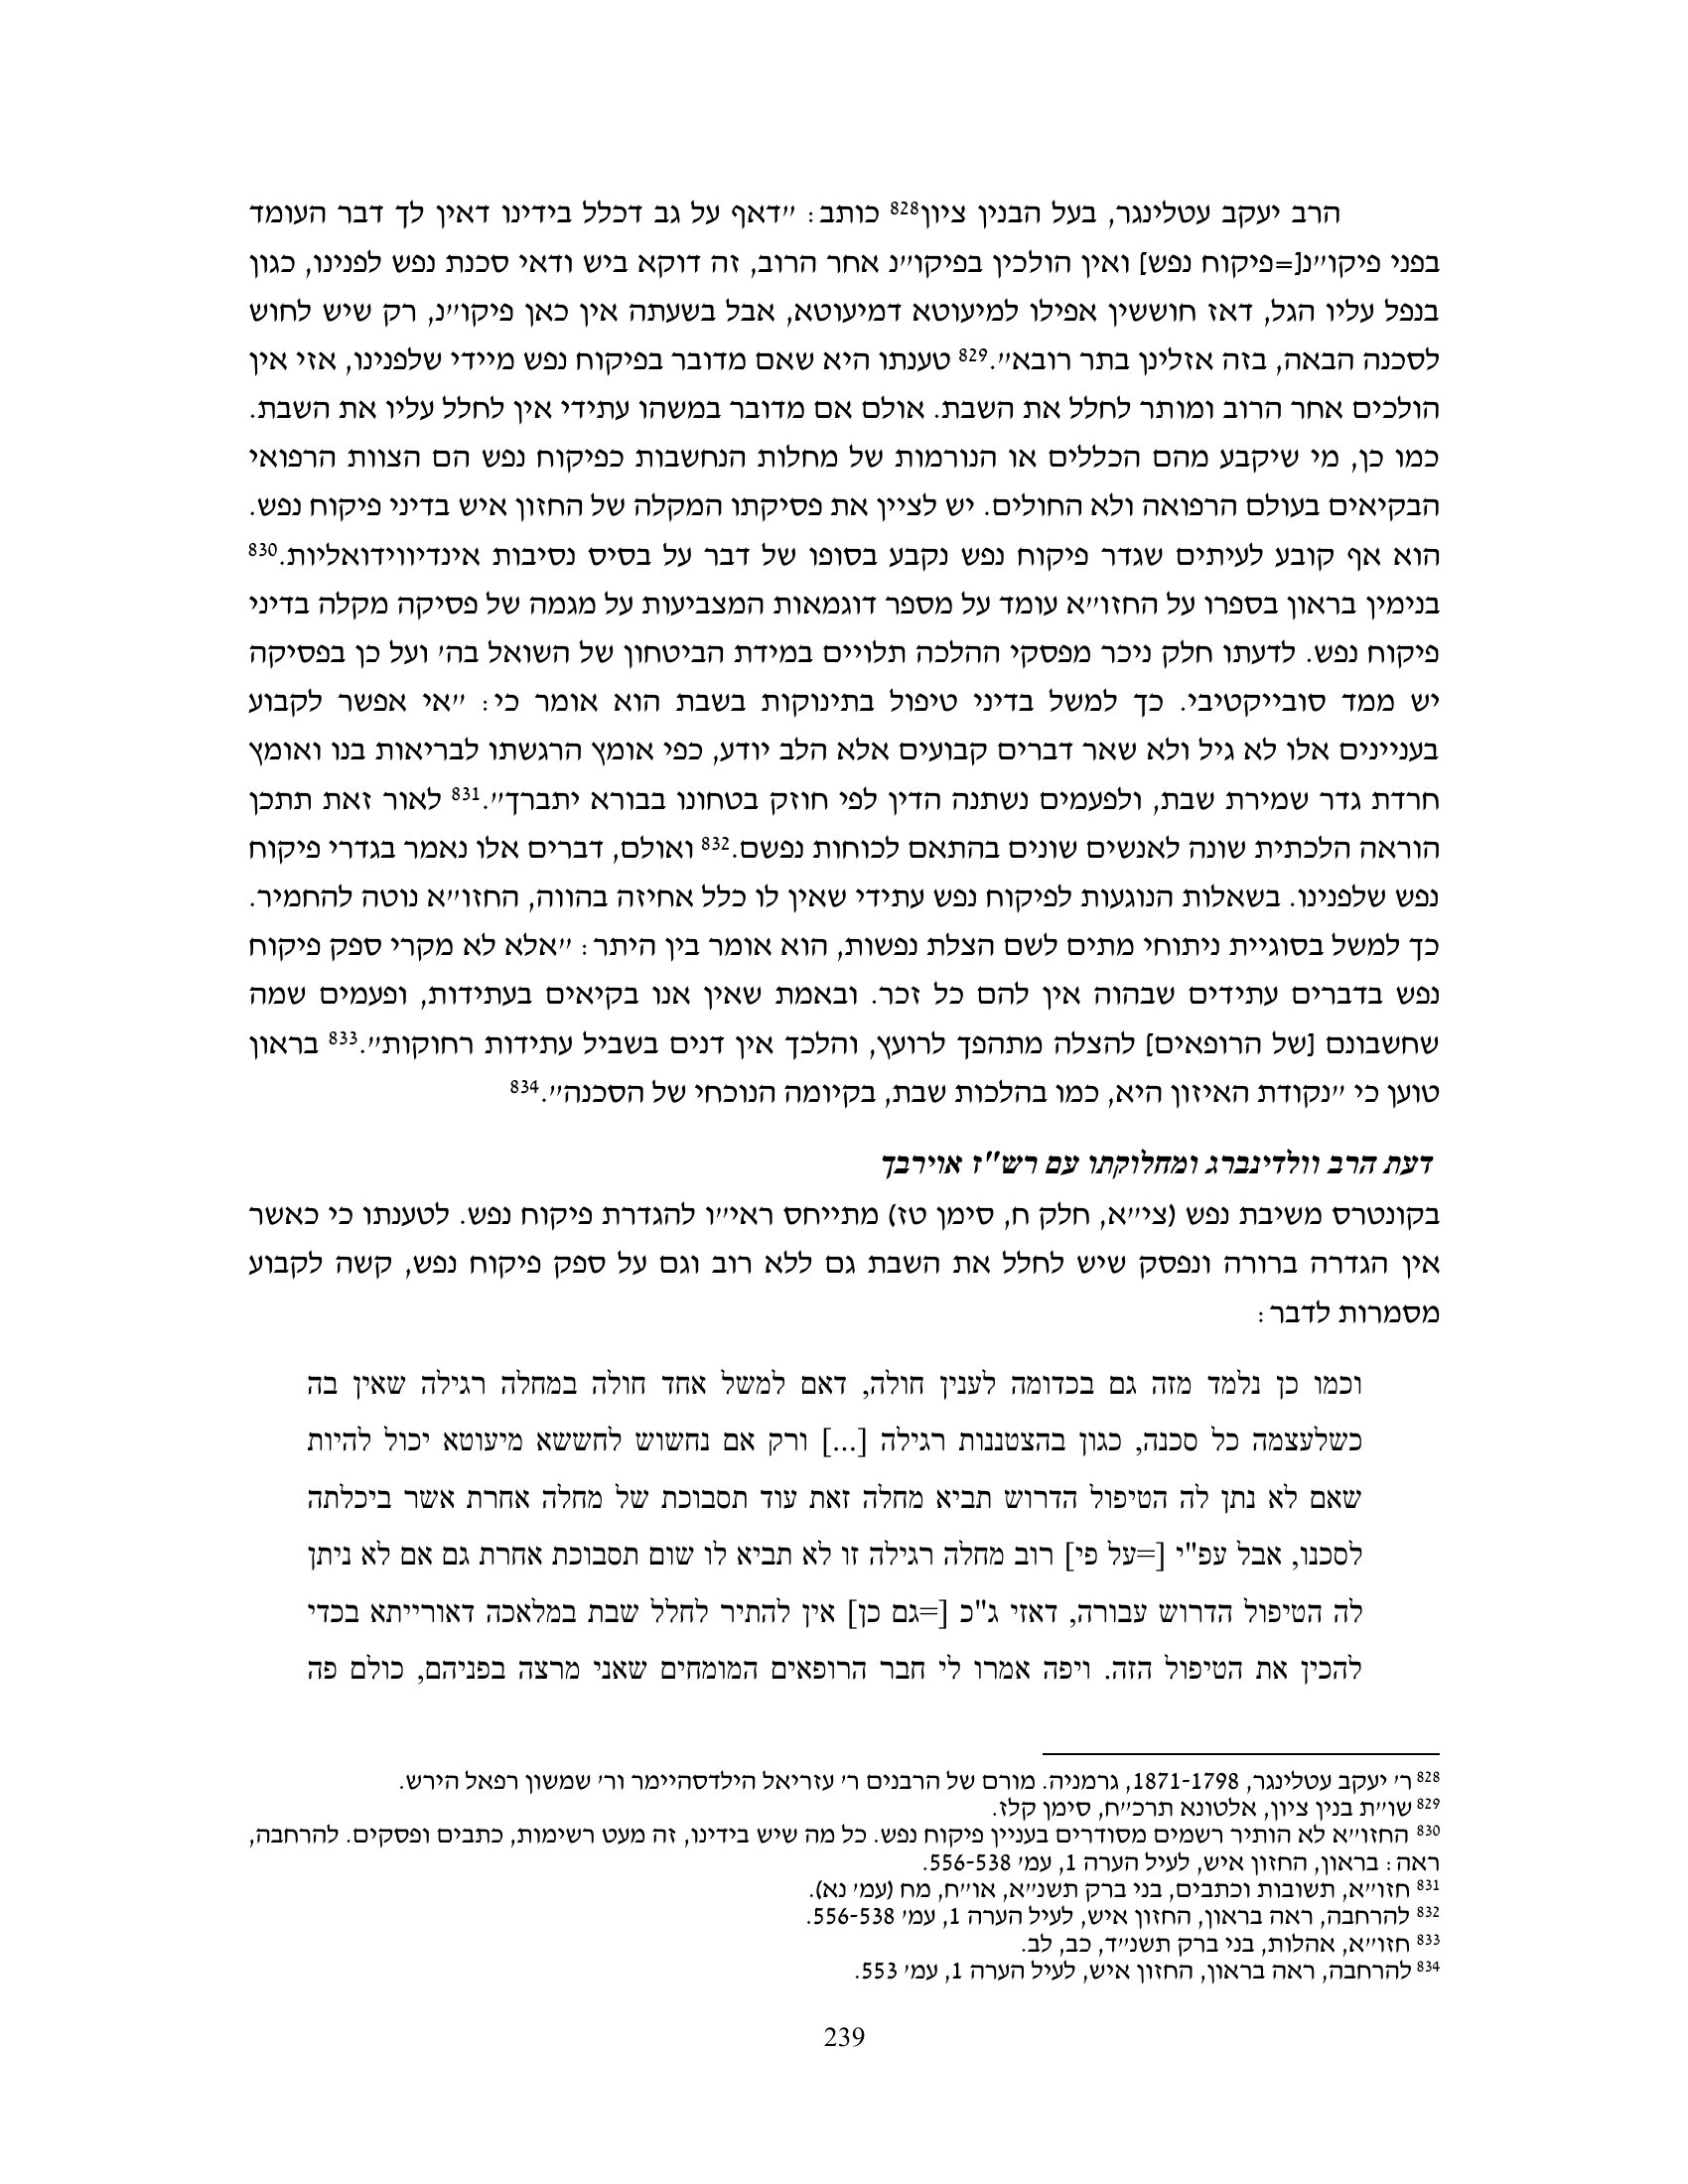 הרב יעקב עטלינגר, בעל הבנין ציון828 כותב: ״דאף על גב דכלל בידינו דאין לך דבר העומד
בפני פיקו״נ[=פיקוח נפש] ואין הולכין בפיקו״נ אחר הרוב, זה דוקא ביש ודאי סכנת נפש לפנינו, כגון
בנפל עליו הגל, דאז חוששין אפילו למיעוטא דמיעוטא, אבל בשעתה אין כאן פיקו״נ, רק שיש לחוש
לסכנה הבאה, בזה אזלינן בתר רובא״.829 טענתו היא שאם מדובר בפיקוח נפש מיידי שלפנינו, אזי אין
הולכים אחר הרוב ומותר לחלל את השבת. אולם אם מדובר במשהו עתידי אין לחלל עליו את השבת.
כמו כן, מי שיקבע מהם הכללים או הנורמות של מחלות הנחשבות כפיקוח נפש הם הצוות הרפואי
הבקיאים בעולם הרפואה ולא החולים. יש לציין את פסיקתו המקלה של החזון איש בדיני פיקוח נפש.
הוא אף קובע לעיתים שגדר פיקוח נפש נקבע בסופו של דבר על בסיס נסיבות אינדיווידואליות.830
בנימין בראון בספרו על החזו״א עומד על מספר דוגמאות המצביעות על מגמה של פסיקה מקלה בדיני
פיקוח נפש. לדעתו חלק ניכר מפסקי ההלכה תלויים במידת הביטחון של השואל בה׳ ועל כן בפסיקה
יש ממד סובייקטיבי. כך למשל בדיני טיפול בתינוקות בשבת הוא אומר כי: ״אי אפשר לקבוע
בעניינים אלו לא גיל ולא שאר דברים קבועים אלא הלב יודע, כפי אומץ הרגשתו לבריאות בנו ואומץ
חרדת גדר שמירת שבת, ולפעמים נשתנה הדין לפי חוזק בטחונו בבורא יתברך״.831 לאור זאת תתכן
הוראה הלכתית שונה לאנשים שונים בהתאם לכוחות נפשם.832 ואולם, דברים אלו נאמר בגדרי פיקוח
נפש שלפנינו. בשאלות הנוגעות לפיקוח נפש עתידי שאין לו כלל אחיזה בהווה, החזו״א נוטה להחמיר.
כך למשל בסוגיית ניתוחי מתים לשם הצלת נפשות, הוא אומר בין היתר: ״אלא לא מקרי ספק פיקוח
נפש בדברים עתידים שבהוה אין להם כל זכר. ובאמת שאין אנו בקיאים בעתידות, ופעמים שמה
שחשבונם [של הרופאים] להצלה מתהפך לרועץ, והלכך אין דנים בשביל עתידות רחוקות״.833 בראון
טוען כי ״נקודת האיזון היא, כמו בהלכות שבת, בקיומה הנוכחי של הסכנה״.834
דעת הרב וולדינברג ומחלוקתו עם רש"ז אוירבך
בקונטרס משיבת נפש (צי״א, חלק ח, סימן טז) מתייחס ראי״ו להגדרת פיקוח נפש. לטענתו כי כאשר
אין הגדרה ברורה ונפסק שיש לחלל את השבת גם ללא רוב וגם על ספק פיקוח נפש, קשה לקבוע
מסמרות לדבר:
וכמו כן נלמד מזה גם בכדומה לענין חולה, דאם למשל אחד חולה במחלה רגילה שאין בה
כשלעצמה כל סכנה, כגון בהצטננות רגילה [...] ורק אם נחשוש לחששא מיעוטא יכול להיות
שאם לא נתן לה הטיפול הדרוש תביא מחלה זאת עוד תסבוכת של מחלה אחרת אשר ביכלתה
לסכנו, אבל עפ"י [=על פי] רוב מחלה רגילה זו לא תביא לו שום תסבוכת אחרת גם אם לא ניתן
לה הטיפול הדרוש עבורה, דאזי ג"כ [=גם כן] אין להתיר לחלל שבת במלאכה דאורייתא בכדי
להכין את הטיפול הזה. ויפה אמרו לי חבר הרופאים המומחים שאני מרצה בפניהם, כולם פה
828 ר׳ יעקב עטלינגר, 1871-1798, גרמניה. מורם של הרבנים ר׳ עזריאל הילדסהיימר ור׳ שמשון רפאל הירש.
829 שו״ת בנין ציון, אלטונא תרכ״ח, סימן קלז.
830 החזו״א לא הותיר רשמים מסודרים בעניין פיקוח נפש. כל מה שיש בידינו, זה מעט רשימות, כתבים ופסקים. להרחבה,
ראה: בראון, החזון איש, לעיל הערה 1, עמ׳ 556-538.
831 חזו״א, תשובות וכתבים, בני ברק תשנ״א, או״ח, מח (עמ׳ נא).
832 להרחבה, ראה בראון, החזון איש, לעיל הערה 1, עמ׳ 556-538.
833 חזו״א, אהלות, בני ברק תשנ״ד, כב, לב.
834 להרחבה, ראה בראון, החזון איש, לעיל הערה 1, עמ׳ 553.
239